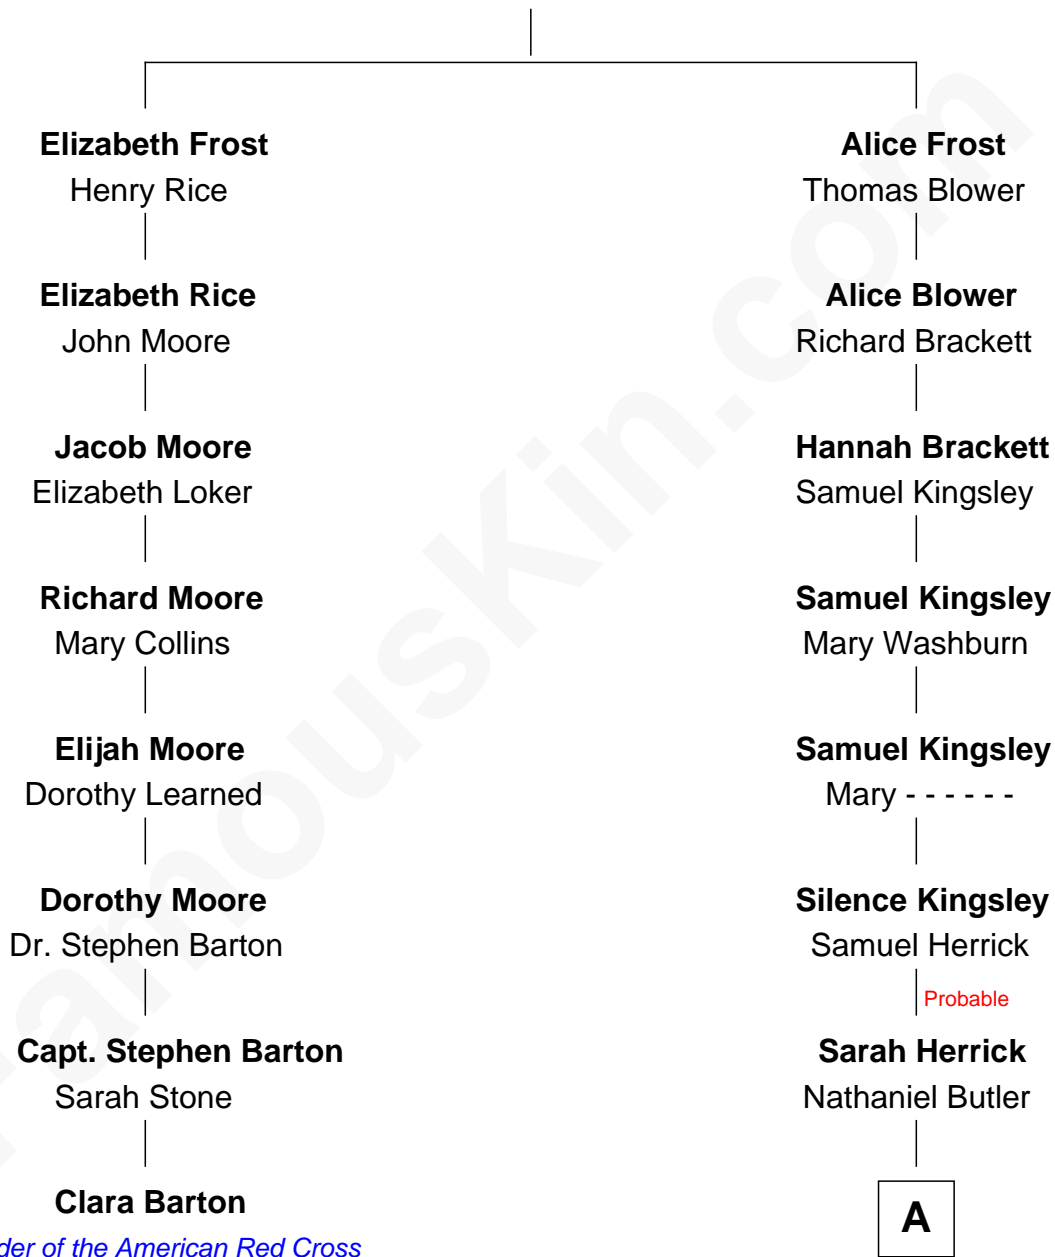 Elizabeth Frost
Henry Rice
Alice Frost
Thomas Blower
Elizabeth Rice
John Moore
Alice Blower
Richard Brackett
Jacob Moore
Elizabeth Loker
Hannah Brackett
Samuel Kingsley
Richard Moore
Mary Collins
Samuel Kingsley
Mary Washburn
Elijah Moore
Dorothy Learned
Samuel Kingsley
Mary - - - - - -
Dorothy Moore
Dr. Stephen Barton
Silence Kingsley
Samuel Herrick
Probable
Capt. Stephen Barton
Sarah Stone
Sarah Herrick
Nathaniel Butler
Clara Barton
der of the American Red Cross
A
FamousKin.com